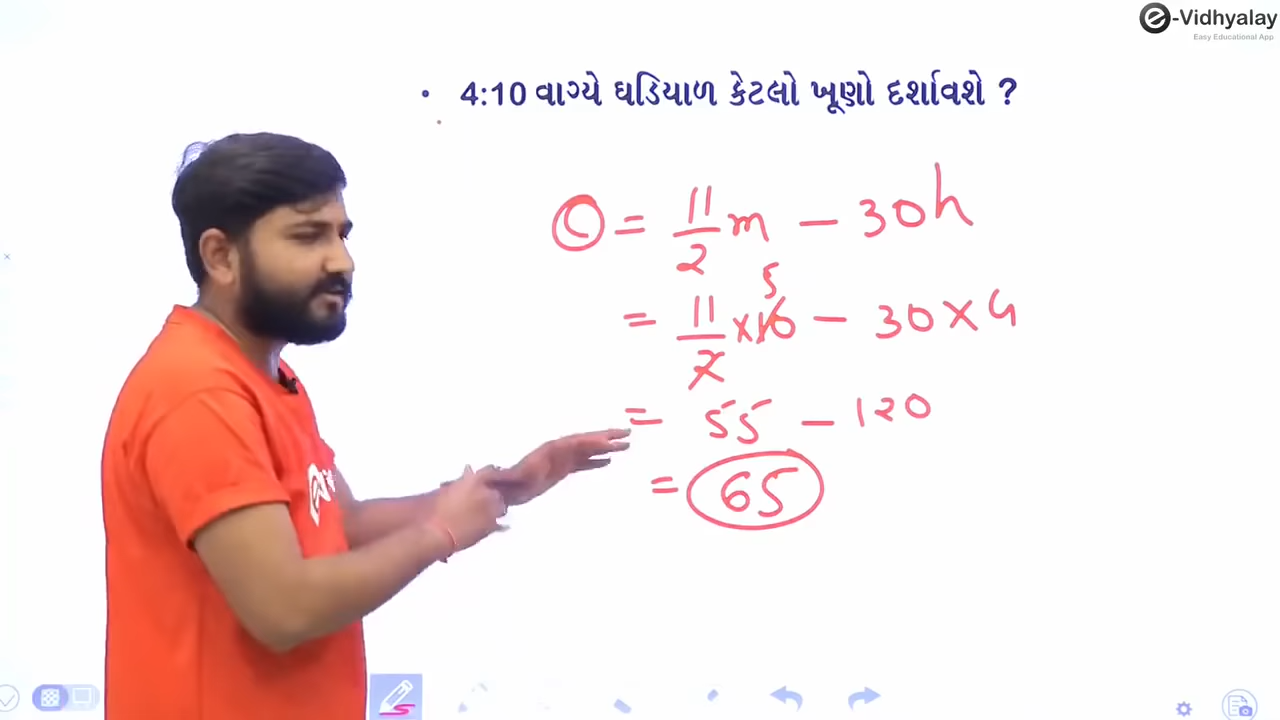 e-Vidhyalay
Easy Educational App
• 4:10 વાગ્યે ઘડિયાળ કેટલો ખૂણો દર્શાવશે ?
= 11/2 m - 30h
= 11/2 × 10 - 30 × 4
5
= 55 - 120
= 65